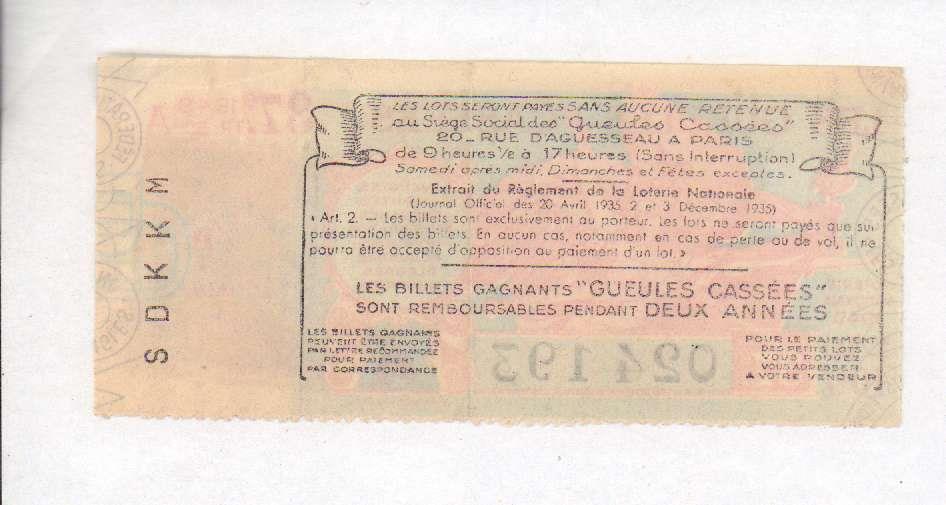 LES LOTS SERONT PAYES SANS AUCUNE RETENUE
au Siège Social des "Gueules Cassées"
20_ RUE D'AGUESSEAU A PARIS
de 9 heures ½ à 17 heures (Sans Interruption)
Samedi après midi, Dimanches et Fêtes exceptes.
Extrait du Règlement de la Loterie Nationale
(Journal Officiel des 20 Avril 1935, 2 et 3 Décembre 1935)
« Art. 2. — Les billets sont exclusivement au porteur. Les lots ne seront payés que sur
présentation des billets. En aucun cas, notamment en cas de perte ou de vol, il ne
pourra être accepté d'opposition au paiement d'un lot. »
LES BILLETS GAGNANTS "GUEULES CASSÉES"
SONT REMBOURSABLES PENDANT DEUX ANNÉES
LES BILLETS GAGNANTS
PEUVENT ÊTRE ENVOYÉS
PAR LETTRE RECOMMANDÉE
POUR PAIEMENT
PAR CORRESPONDANCE
POUR LE PAIEMENT
DES PETITS LOTS
VOUS POUVEZ
VOUS ADRESSER
A VOTRE VENDEUR
S D K K M
024195